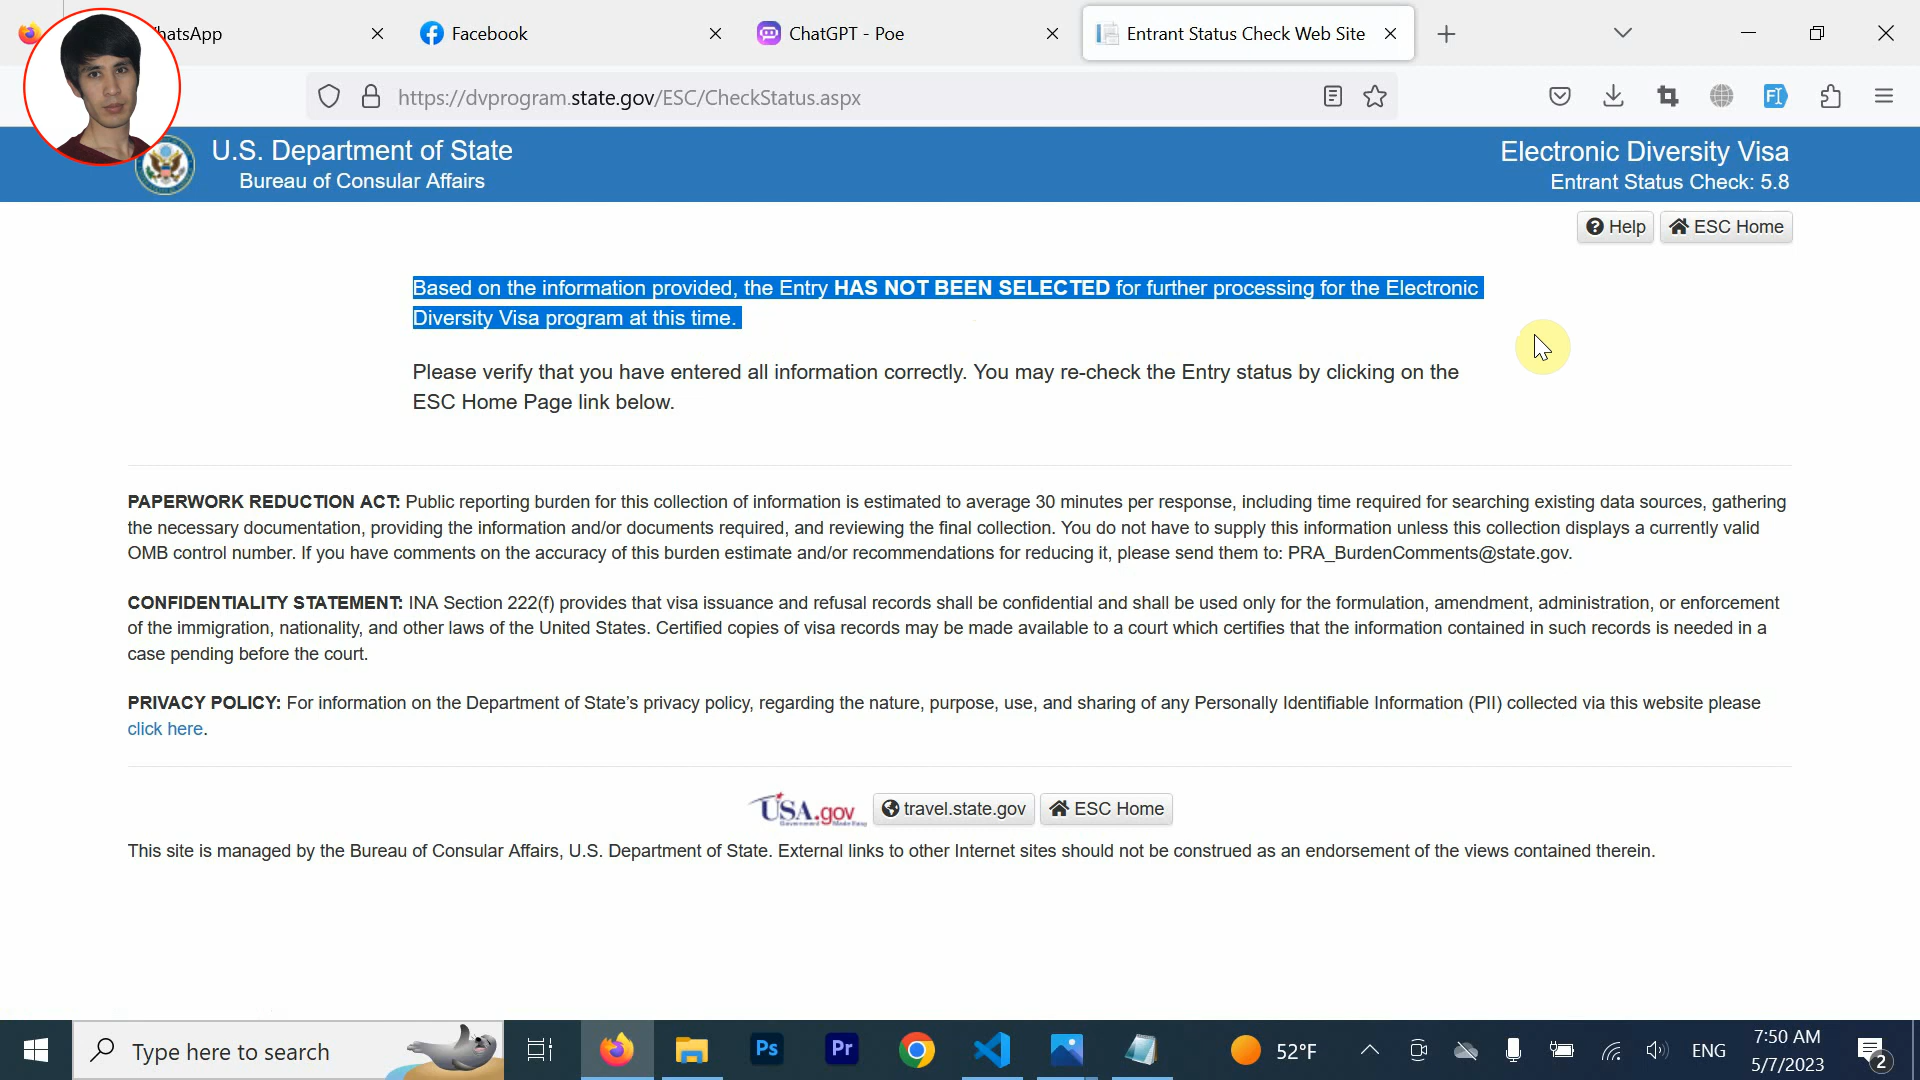 hatsApp
Facebook
ChatGPT - Poe
Entrant Status Check Web Site
https://dvprogram.state.gov/ESC/CheckStatus.aspx
U.S. Department of State
Bureau of Consular Affairs
Electronic Diversity Visa
Entrant Status Check: 5.8
Help
ESC Home
Based on the information provided, the Entry HAS NOT BEEN SELECTED for further processing for the Electronic
Diversity Visa program at this time.
Please verify that you have entered all information correctly. You may re-check the Entry status by clicking on the
ESC Home Page link below.
PAPERWORK REDUCTION ACT: Public reporting burden for this collection of information is estimated to average 30 minutes per response, including time required for searching existing data sources, gathering
the necessary documentation, providing the information and/or documents required, and reviewing the final collection. You do not have to supply this information unless this collection displays a currently valid
OMB control number. If you have comments on the accuracy of this burden estimate and/or recommendations for reducing it, please send them to: PRA_BurdenComments@state.gov.
CONFIDENTIALITY STATEMENT: INA Section 222(f) provides that visa issuance and refusal records shall be confidential and shall be used only for the formulation, amendment, administration, or enforcement
of the immigration, nationality, and other laws of the United States. Certified copies of visa records may be made available to a court which certifies that the information contained in such records is needed in a
case pending before the court.
PRIVACY POLICY: For information on the Department of State's privacy policy, regarding the nature, purpose, use, and sharing of any Personally Identifiable Information (PII) collected via this website please
click here.
USA.gov
travel.state.gov
ESC Home
This site is managed by the Bureau of Consular Affairs, U.S. Department of State. External links to other Internet sites should not be construed as an endorsement of the views contained therein.
Type here to search
Ps
Pr
52°F
ENG
7:50 AM
5/7/2023
2